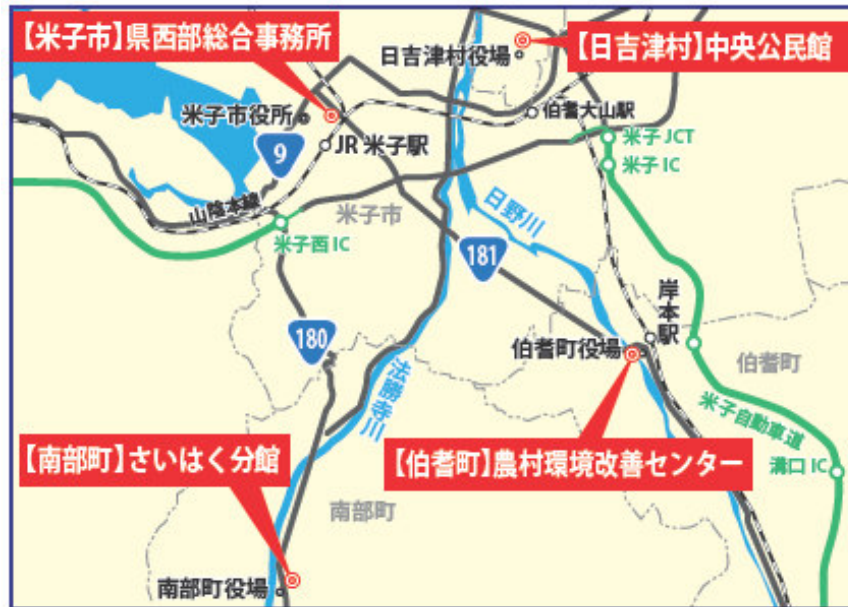 【米子市】県西部総合事務所
【日吉津村】中央公民館
日吉津村役場
米子市役所
伯耆大山駅
JR 米子駅
米子 JCT
米子 IC
9
山陰本線
米子市
日野川
米子西 IC
181
180
岸本駅
伯耆町役場
伯耆町
法勝寺川
米子自動車道
【南部町】さいはく分館
【伯耆町】農村環境改善センター
溝口 IC
南部町
南部町役場